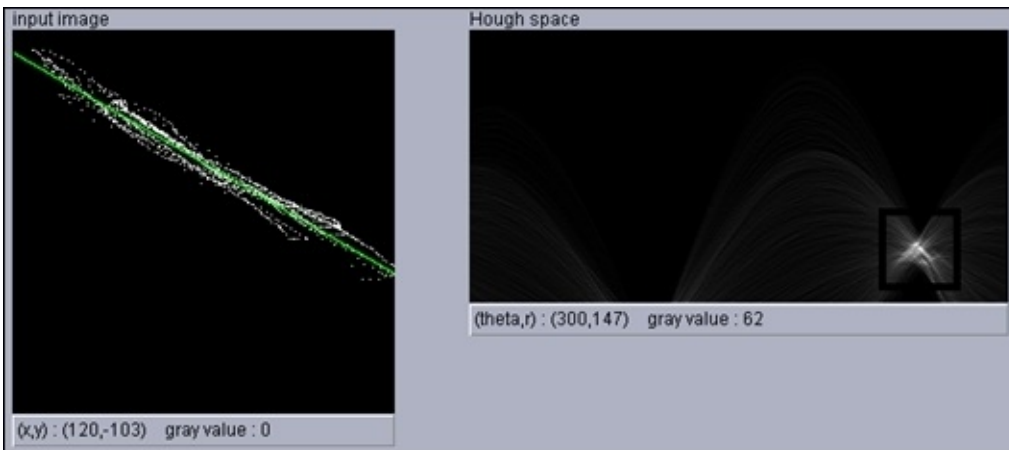 input image
Hough space
(theta,r) : (300,147) gray value : 62
(x,y) : (120,-103) gray value : 0